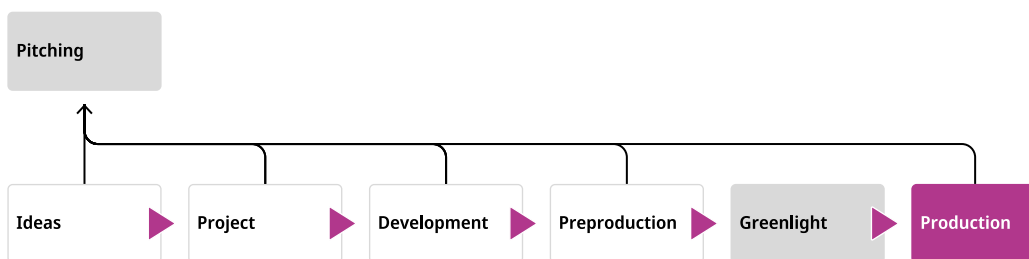 Pitching
Ideas
Project
Development
Preproduction
Greenlight
Production